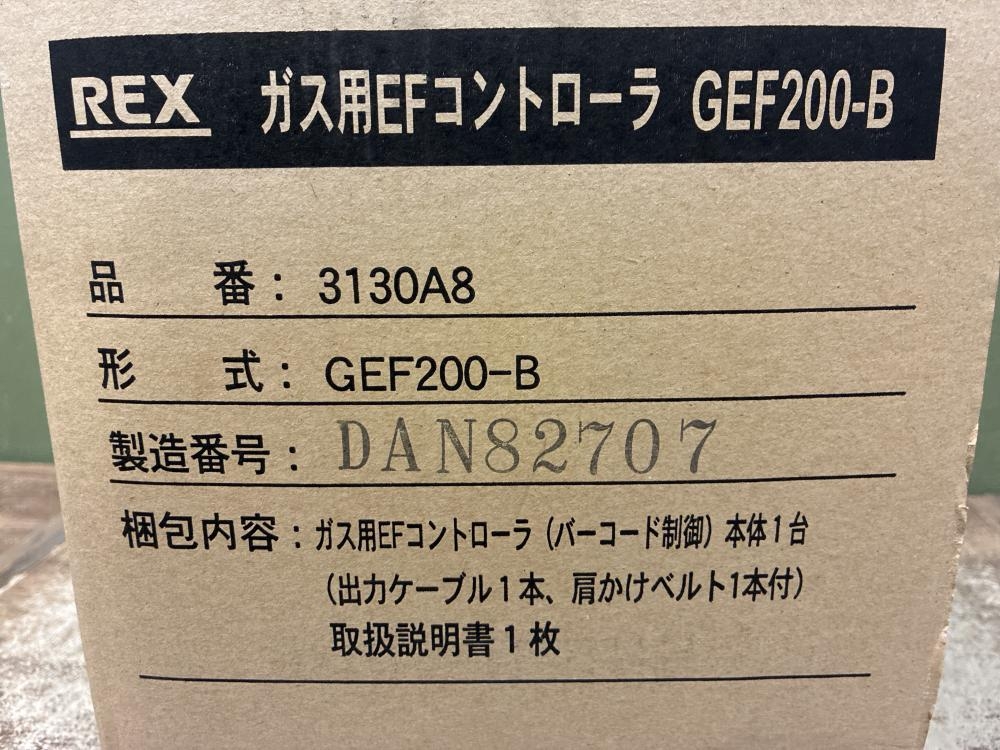 REX ガス用EFコントローラ GEF200-B
品 番：3130A8
形 式：GEF200-B
製造番号：DAN82707
梱包内容：ガス用EFコントローラ（バーコード制御）本体1台
（出力ケーブル1本、肩かけベルト1本付）
取扱説明書1枚